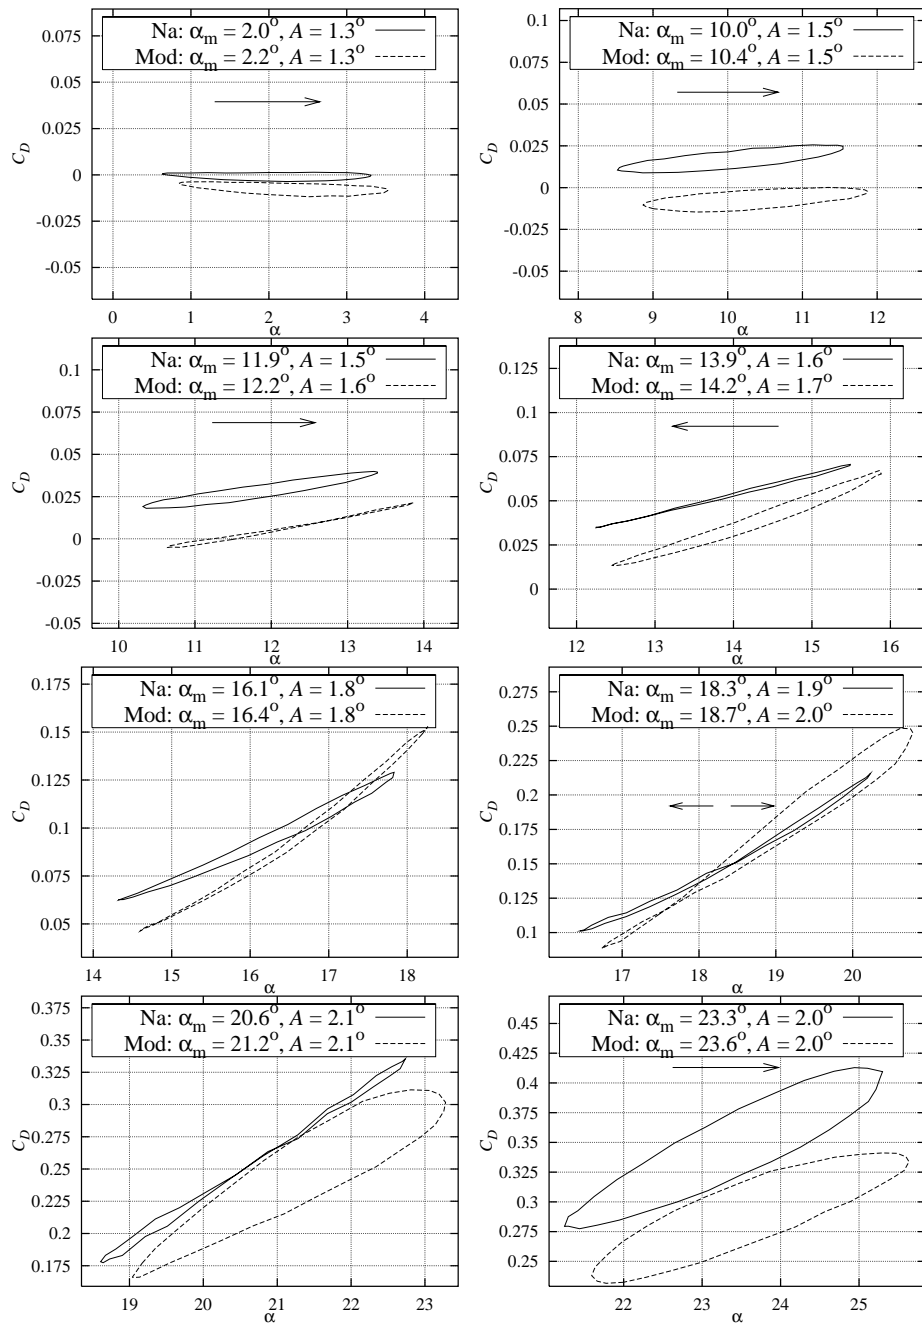 Na: αm = 2.0°, A = 1.3°
Mod: αm = 2.2°, A = 1.3°
0.075
0.05
0.025
0
-0.025
-0.05
CD
0 1 2 3 4
α
Na: αm = 10.0°, A = 1.5°
Mod: αm = 10.4°, A = 1.5°
0.1
0.075
0.05
0.025
0
-0.025
-0.05
CD
8 9 10 11 12
α
Na: αm = 11.9°, A = 1.5°
Mod: αm = 12.2°, A = 1.6°
0.1
0.075
0.05
0.025
0
-0.025
-0.05
CD
10 11 12 13 14
α
Na: αm = 13.9°, A = 1.6°
Mod: αm = 14.2°, A = 1.7°
0.125
0.1
0.075
0.05
0.025
0
CD
12 13 14 15 16
α
Na: αm = 16.1°, A = 1.8°
Mod: αm = 16.4°, A = 1.8°
0.175
0.15
0.125
0.1
0.075
0.05
CD
14 15 16 17 18
α
Na: αm = 18.3°, A = 1.9°
Mod: αm = 18.7°, A = 2.0°
0.275
0.25
0.225
0.2
0.175
0.15
0.125
0.1
CD
17 18 19 20
α
Na: αm = 20.6°, A = 2.1°
Mod: αm = 21.2°, A = 2.1°
0.375
0.35
0.325
0.3
0.275
0.25
0.225
0.2
0.175
CD
19 20 21 22 23
α
Na: αm = 23.3°, A = 2.0°
Mod: αm = 23.6°, A = 2.0°
0.45
0.425
0.4
0.375
0.35
0.325
0.3
0.275
0.25
CD
22 23 24 25
α